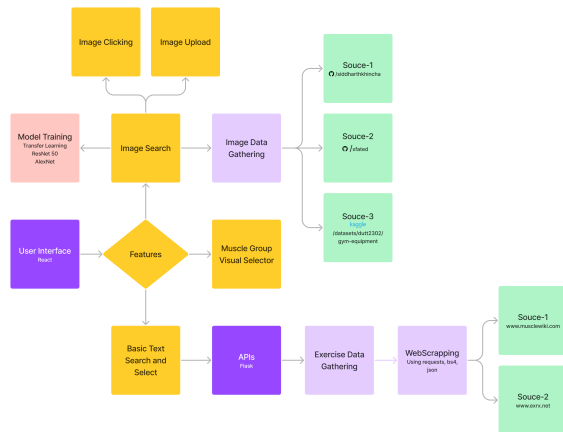 Image Clicking
Image Upload
Souce-1
/siddharthkhincha
Model Training
Transfer Learning
ResNet 50
AlexNet
Image Search
Image Data
Gathering
Souce-2
/zfated
Souce-3
kaggle
/datasets/dutt2302/
gym-equipment
User Interface
React
Features
Muscle Group
Visual Selector
Basic Text
Search and
Select
APIs
Flask
Exercise Data
Gathering
WebScrapping
Using requests, bs4,
json
Souce-1
www.musclewiki.com
Souce-2
www.exrx.net